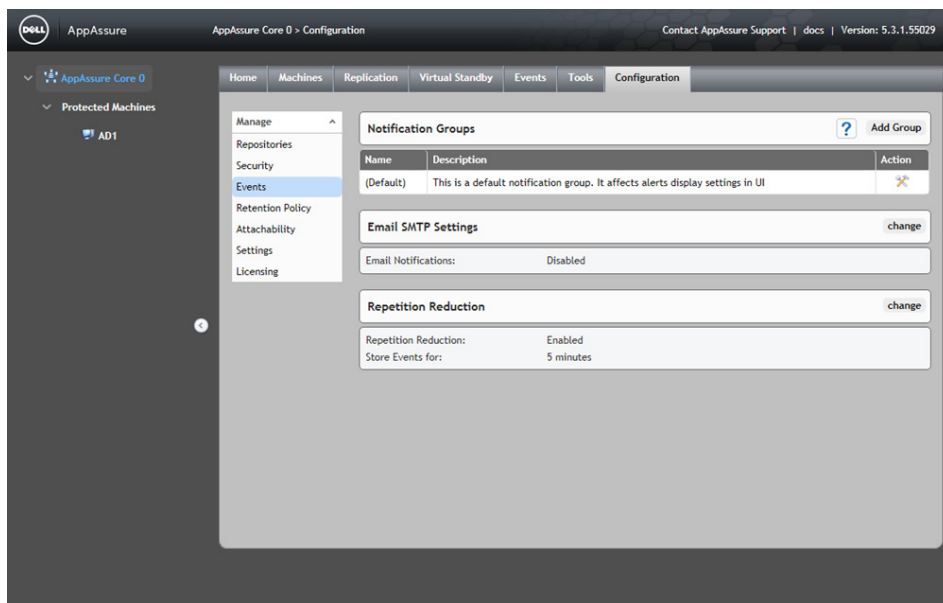 DELL
AppAssure
AppAssure Core 0 > Configuration
Contact AppAssure Support | docs | Version: 5.3.1.55029
AppAssure Core 0
Protected Machines
AD1
Home Machines Replication Virtual Standby Events Tools Configuration
Manage
Repositories
Security
Events
Retention Policy
Attachability
Settings
Licensing
Notification Groups ? Add Group
Name Description Action
(Default) This is a default notification group. It affects alerts display settings in UI
Email SMTP Settings change
Email Notifications: Disabled
Repetition Reduction change
Repetition Reduction: Enabled
Store Events for: 5 minutes